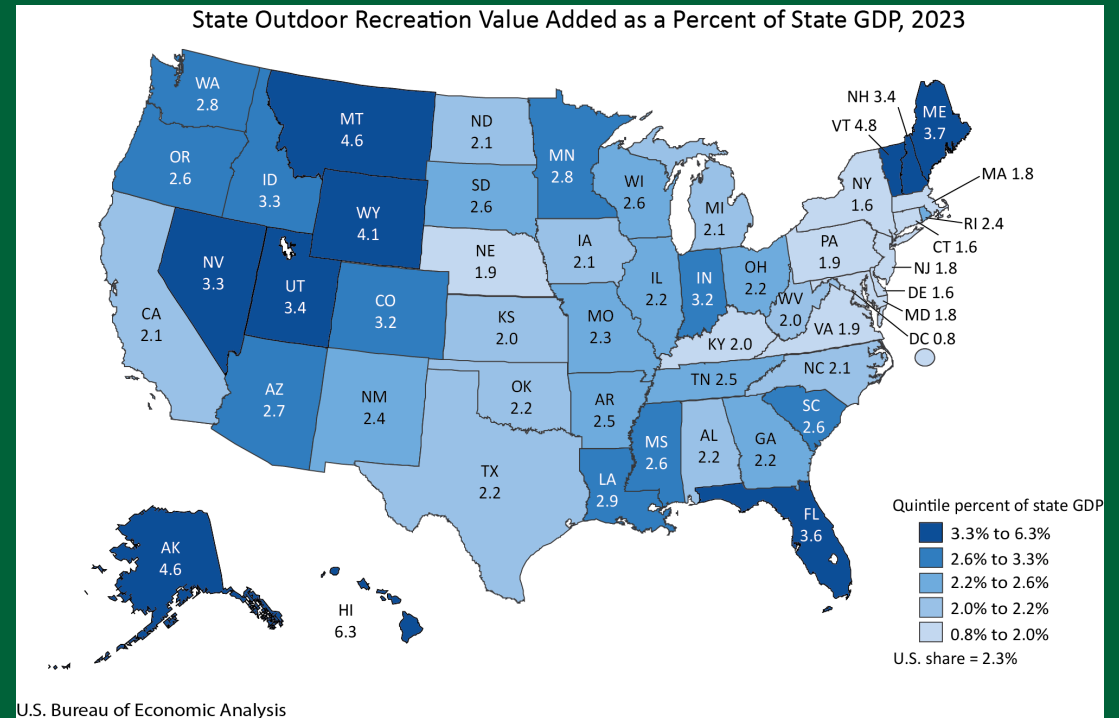 State Outdoor Recreation Value Added as a Percent of State GDP, 2023
WA
2.8
MT
4.6
ND
2.1
MN
2.8
NH 3.4
VT 4.8
ME
3.7
OR
2.6
ID
3.3
WY
4.1
SD
2.6
WI
2.6
MI
2.1
NY
1.6
MA 1.8
RI 2.4
CT 1.6
NJ 1.8
DE 1.6
MD 1.8
DC 0.8
NV
3.3
UT
3.4
CO
3.2
NE
1.9
IA
2.1
IL
2.2
IN
3.2
OH
2.2
PA
1.9
WV
2.0
VA 1.9
CA
2.1
KS
2.0
MO
2.3
KY 2.0
NC 2.1
TN 2.5
AZ
2.7
NM
2.4
OK
2.2
AR
2.5
SC
2.6
MS
2.6
AL
2.2
GA
2.2
TX
2.2
LA
2.9
FL
3.6
AK
4.6
HI
6.3
Quintile percent of state GDP
3.3% to 6.3%
2.6% to 3.3%
2.2% to 2.6%
2.0% to 2.2%
0.8% to 2.0%
U.S. share = 2.3%
U.S. Bureau of Economic Analysis